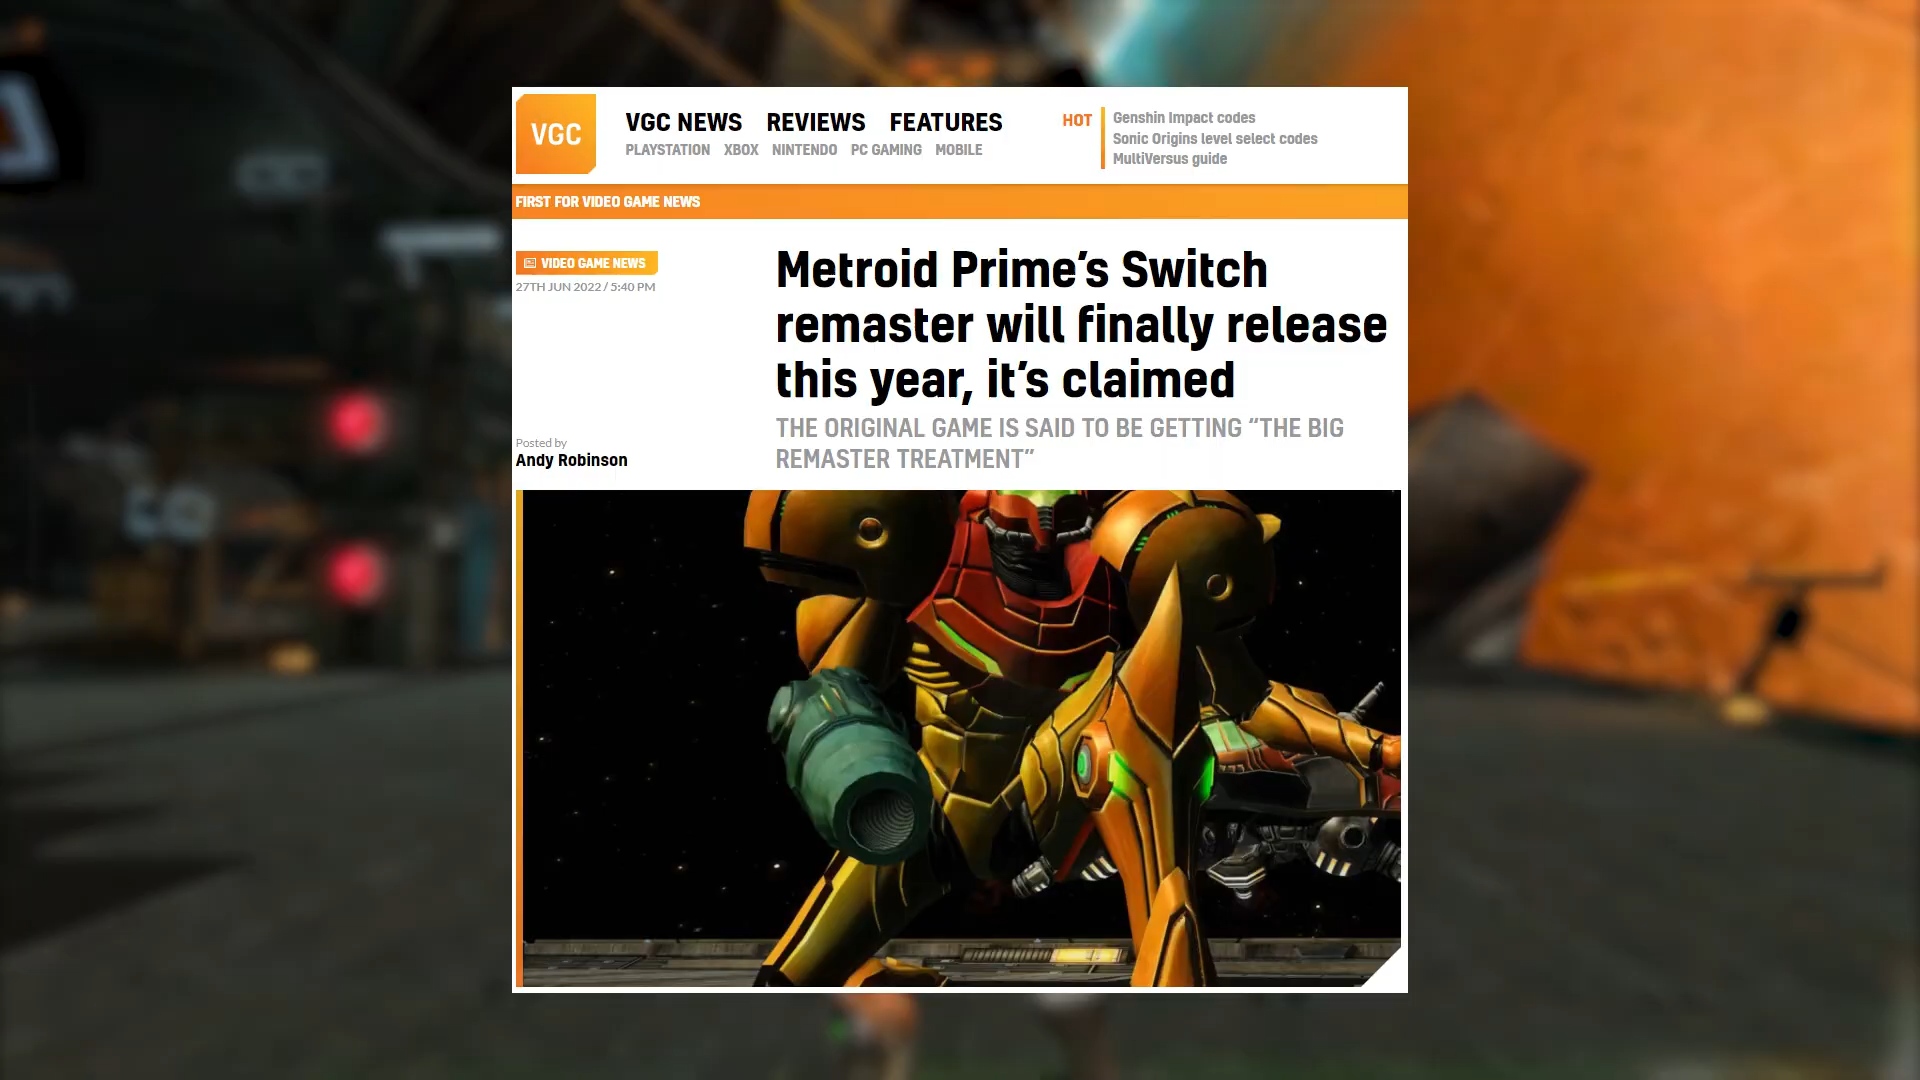 VGC
VGC NEWS REVIEWS FEATURES
PLAYSTATION XBOX NINTENDO PC GAMING MOBILE
HOT
Genshin Impact codes
Sonic Origins level select codes
MultiVersus guide
FIRST FOR VIDEO GAME NEWS
VIDEO GAME NEWS
27TH JUN 2022 / 5:40 PM
Metroid Prime’s Switch
remaster will finally release
this year, it’s claimed
THE ORIGINAL GAME IS SAID TO BE GETTING “THE BIG
REMASTER TREATMENT”
Posted by
Andy Robinson